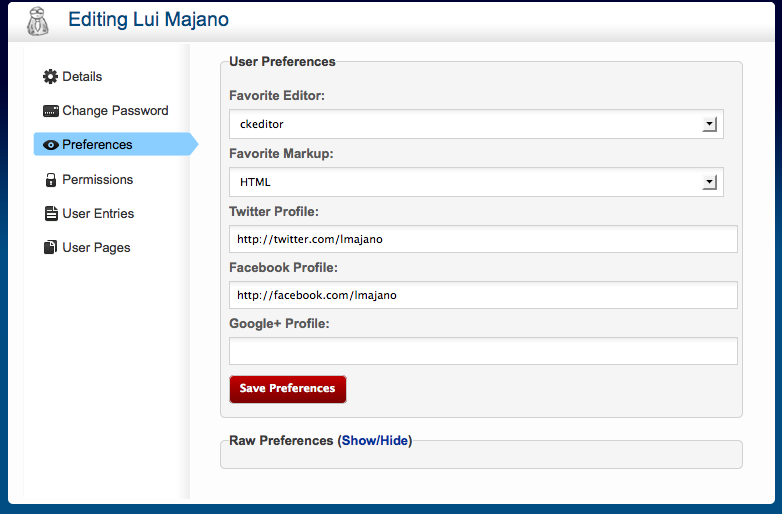 Editing Lui Majano
Details
Change Password
Preferences
Permissions
User Entries
User Pages
User Preferences
Favorite Editor:
ckeditor
Favorite Markup:
HTML
Twitter Profile:
http://twitter.com/lmajano
Facebook Profile:
http://facebook.com/lmajano
Google+ Profile:
Save Preferences
Raw Preferences (Show/Hide)